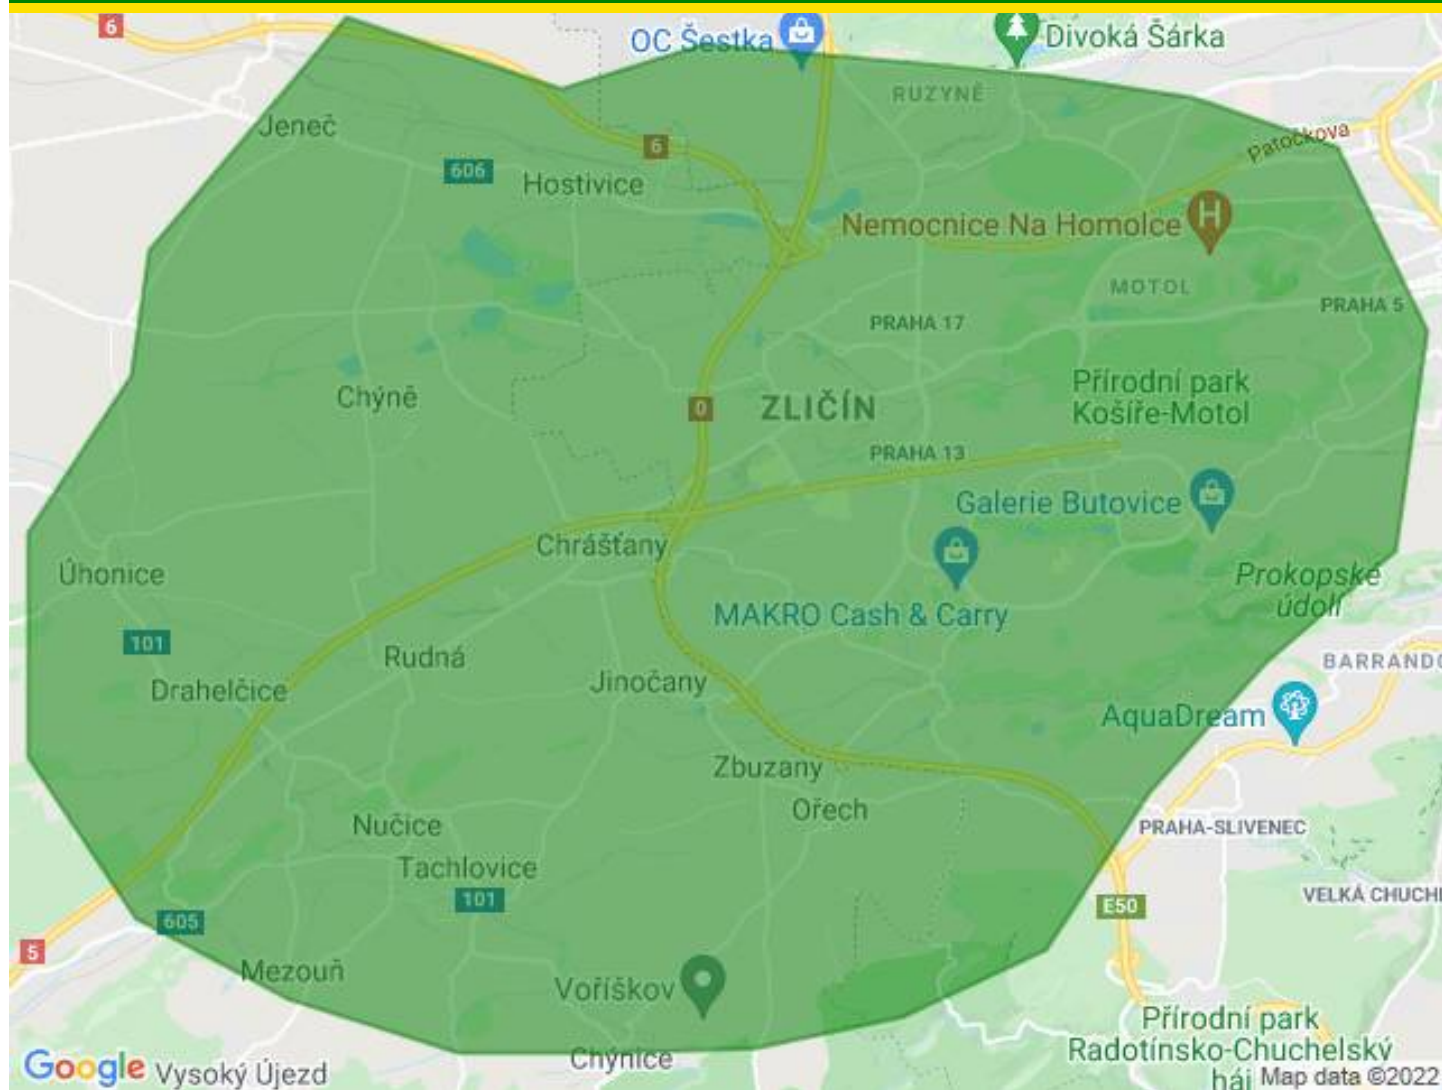 6
OC Šestka
Divoká Šárka
RUZYNĚ
Jeneč
6
Patočkova
606
Hostivice
Nemocnice Na Homolce
H
MOTOL
PRAHA 5
PRAHA 17
Chýně
0
ZLIČÍN
Přírodní park
Košíře-Motol
PRAHA 13
Galerie Butovice
Chrášťany
Úhonice
Prokopské
údolí
MAKRO Cash & Carry
101
Rudná
BARRANDO
Drahelčice
Jinočany
AquaDream
Zbuzany
Ořech
Nučice
PRAHA-SLIVENEC
Tachlovice
101
VELKÁ CHUCHL
E50
605
5
Mezouň
Voříškov
Přírodní park
Radotínsko-Chuchelský
háj
Chýnice
Google
Vysoký Újezd
Map data ©2022